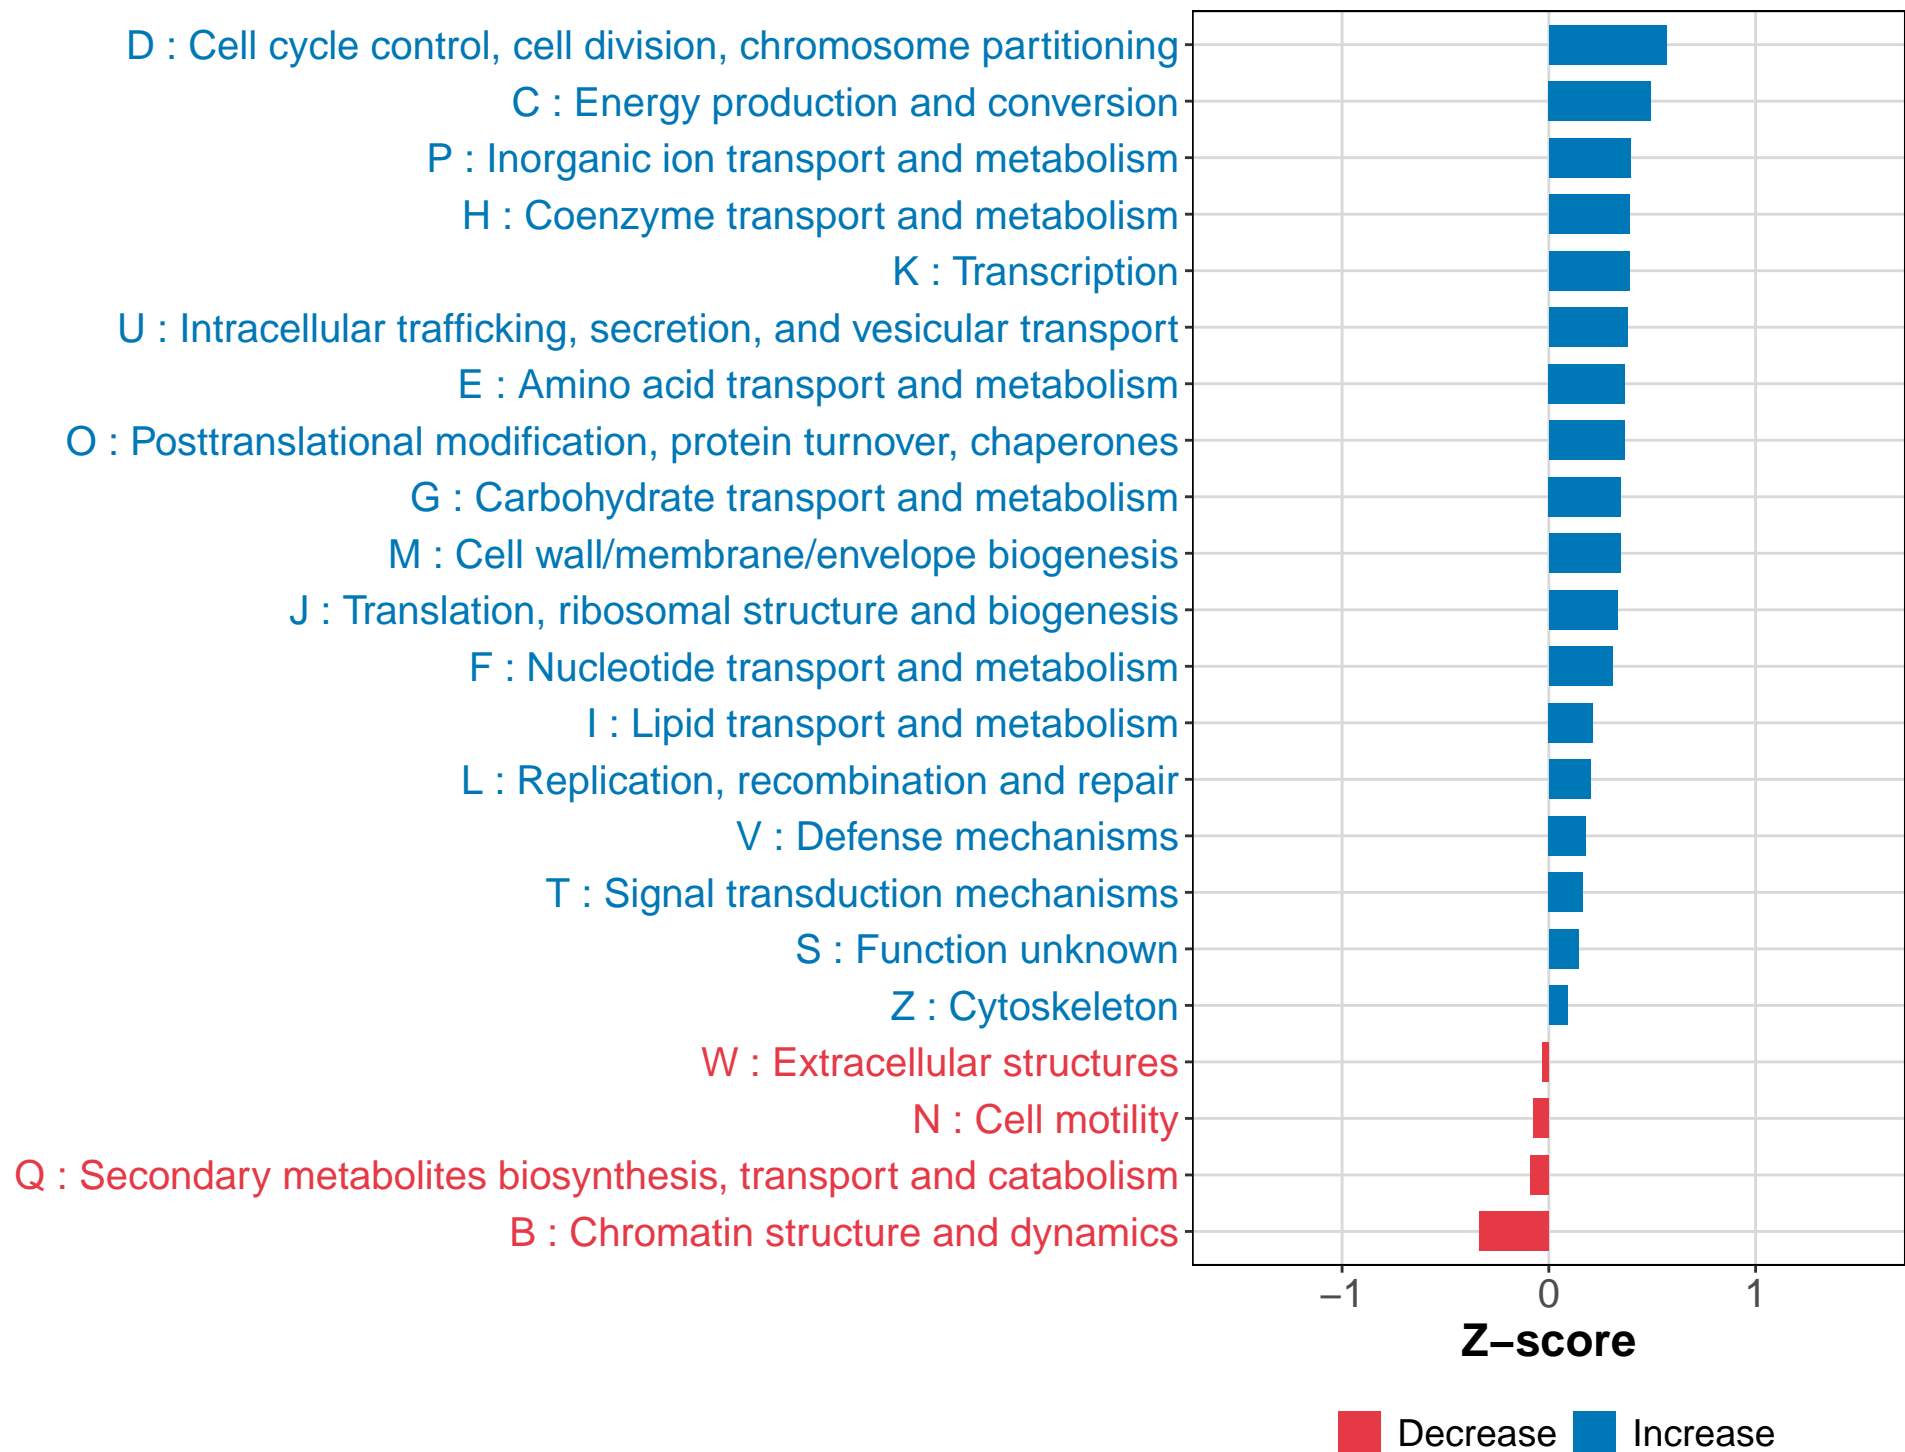 D : Cell cycle control, cell division, chromosome partitioning
C : Energy production and conversion
P : Inorganic ion transport and metabolism
H : Coenzyme transport and metabolism
K : Transcription
U : Intracellular trafficking, secretion, and vesicular transport
E : Amino acid transport and metabolism
O : Posttranslational modification, protein turnover, chaperones
G : Carbohydrate transport and metabolism
M : Cell wall/membrane/envelope biogenesis
J : Translation, ribosomal structure and biogenesis
F : Nucleotide transport and metabolism
I : Lipid transport and metabolism
L : Replication, recombination and repair
V : Defense mechanisms
T : Signal transduction mechanisms
S : Function unknown
Z : Cytoskeleton
W : Extracellular structures
N : Cell motility
Q : Secondary metabolites biosynthesis, transport and catabolism
B : Chromatin structure and dynamics
−1 0 1
Z−score
Decrease Increase